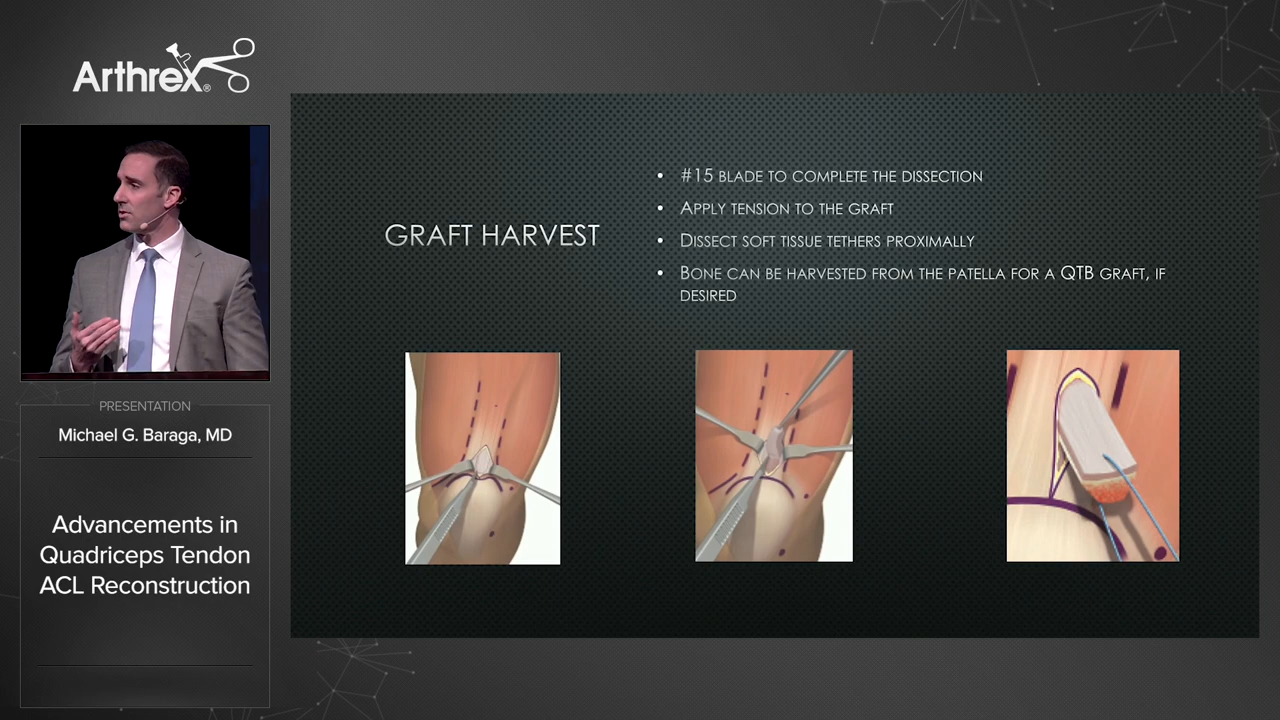 Arthrex®
PRESENTATION
Michael G. Baraga, MD
Advancements in
Quadriceps Tendon
ACL Reconstruction
GRAFT HARVEST
• #15 BLADE TO COMPLETE THE DISSECTION
• APPLY TENSION TO THE GRAFT
• DISSECT SOFT TISSUE TETHERS PROXIMALLY
• BONE CAN BE HARVESTED FROM THE PATELLA FOR A QTB GRAFT, IF
DESIRED